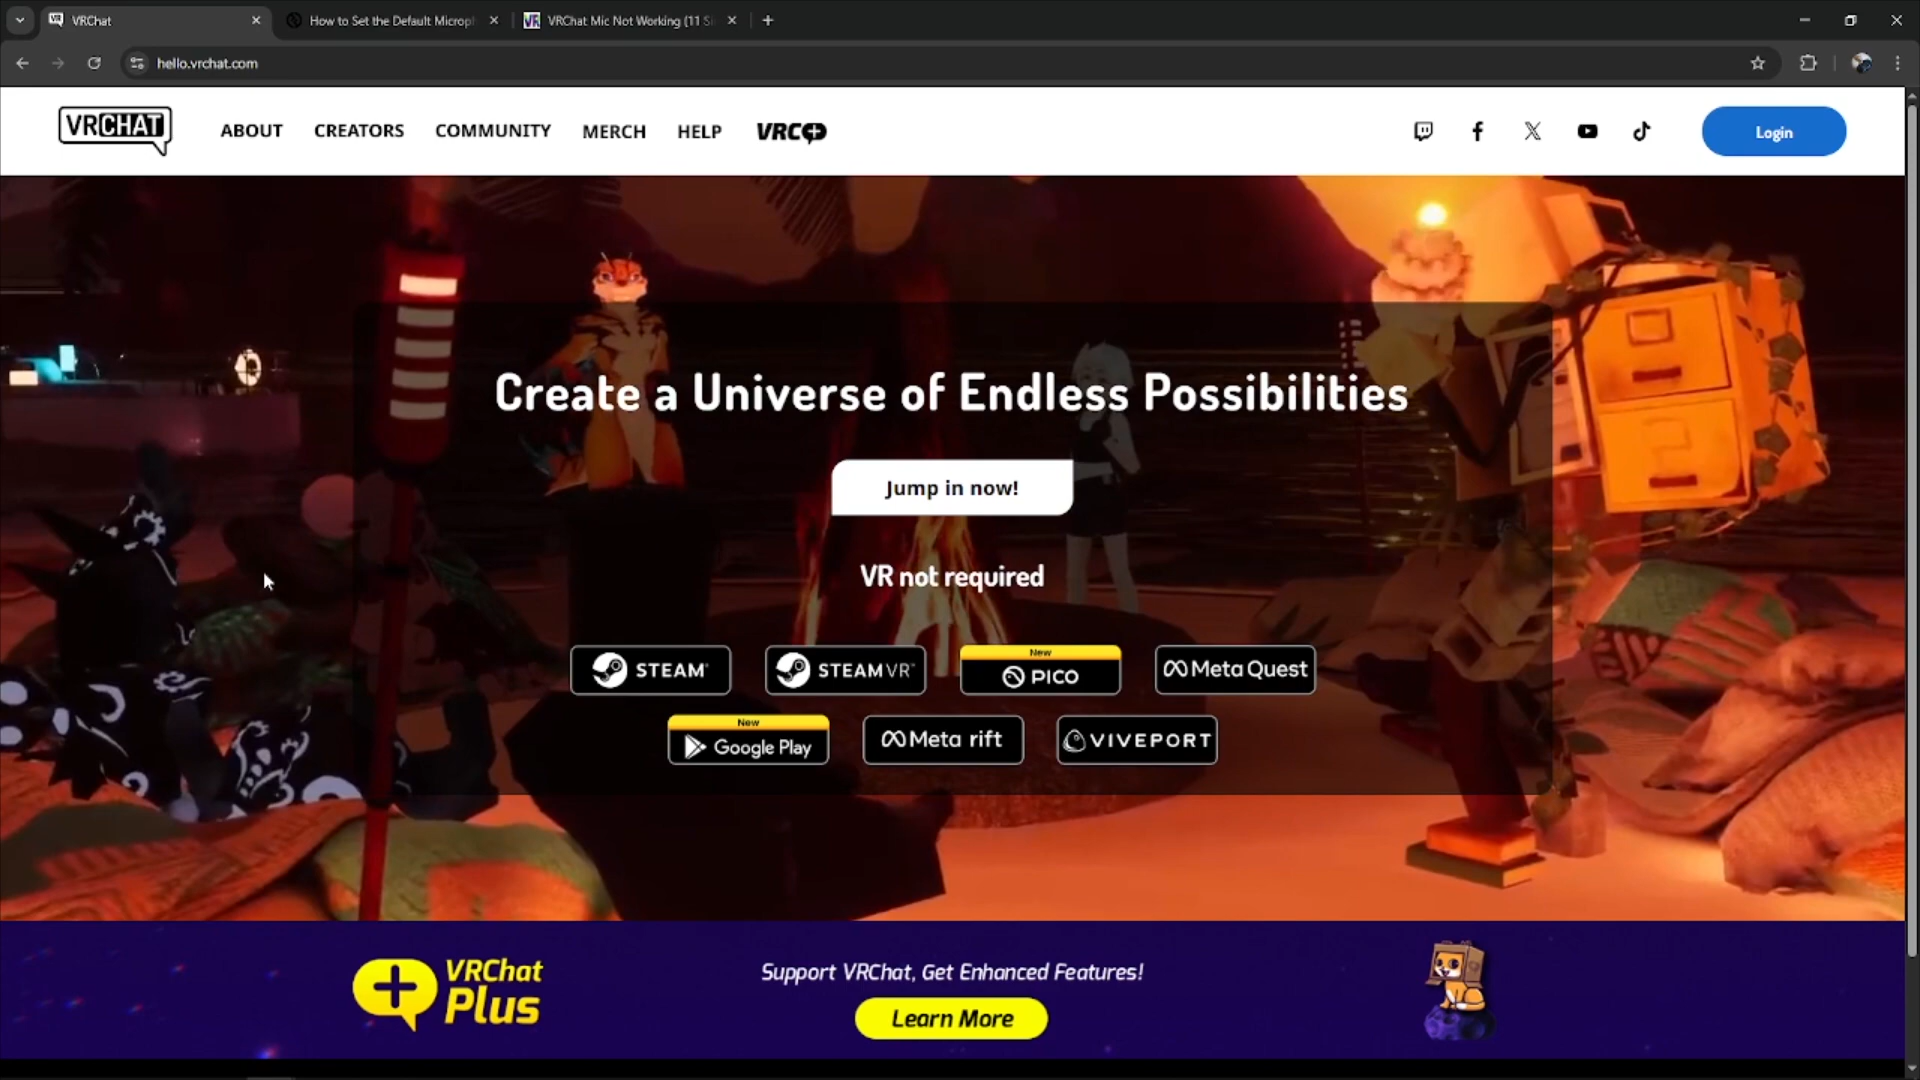 VRChat
How to Set the Default Microph
VRChat Mic Not Working (11 Si
hello.vrchat.com
VRCHAT
ABOUT
CREATORS
COMMUNITY
MERCH
HELP
VRC+
Login
Create a Universe of Endless Possibilities
Jump in now!
VR not required
STEAM
STEAMVR
New
PICO
Meta Quest
New
Google Play
Meta rift
VIVEPORT
VRChat
Plus
Support VRChat, Get Enhanced Features!
Learn More